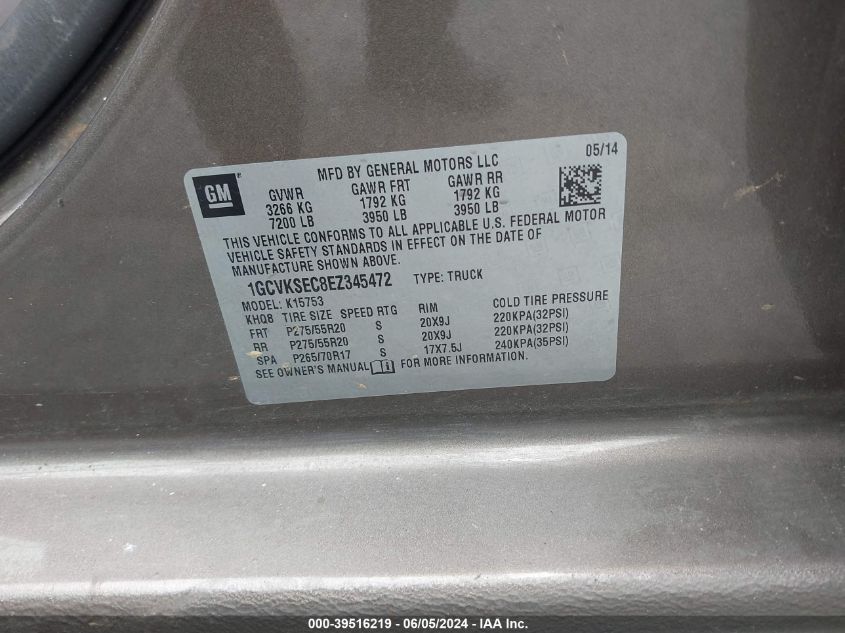 05/14
MFD BY GENERAL MOTORS LLC
GM®
GVWR GAWR FRT GAWR RR
3266 KG 1792 KG 1792 KG
7200 LB 3950 LB 3950 LB
THIS VEHICLE CONFORMS TO ALL APPLICABLE U.S. FEDERAL MOTOR
VEHICLE SAFETY STANDARDS IN EFFECT ON THE DATE OF
MANUFACTURE SHOWN ABOVE.
1GCVKSEC8EZ345472 TYPE: TRUCK
MODEL: K15753
KHQB TIRE SIZE SPEED RTG RIM COLD TIRE PRESSURE
FRT P275/55R20 S 20X9J 220KPA(32PSI)
RR P275/55R20 S 20X9J 220KPA(32PSI)
SPA P265/70R17 S 17X7.5J 240KPA(35PSI)
SEE OWNER'S MANUAL FOR MORE INFORMATION.
000-39516219 - 06/05/2024 - IAA Inc.